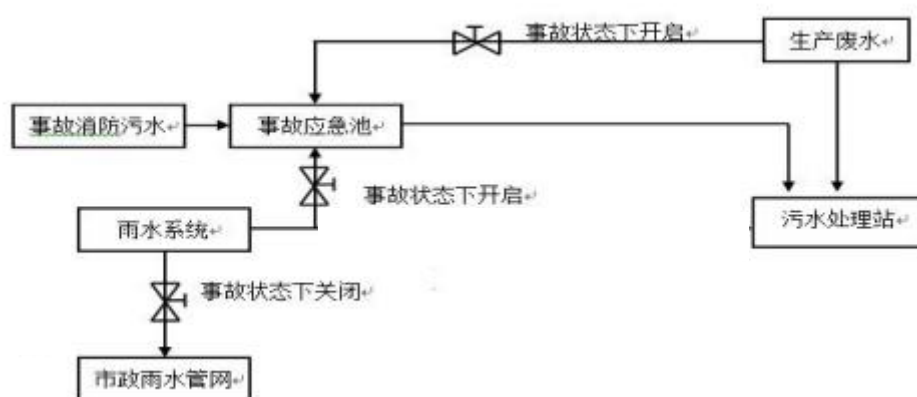 事故状态下开启
生产废水
事故消防污水
事故应急池
事故状态下开启
雨水系统
污水处理站
事故状态下关闭
市政雨水管网